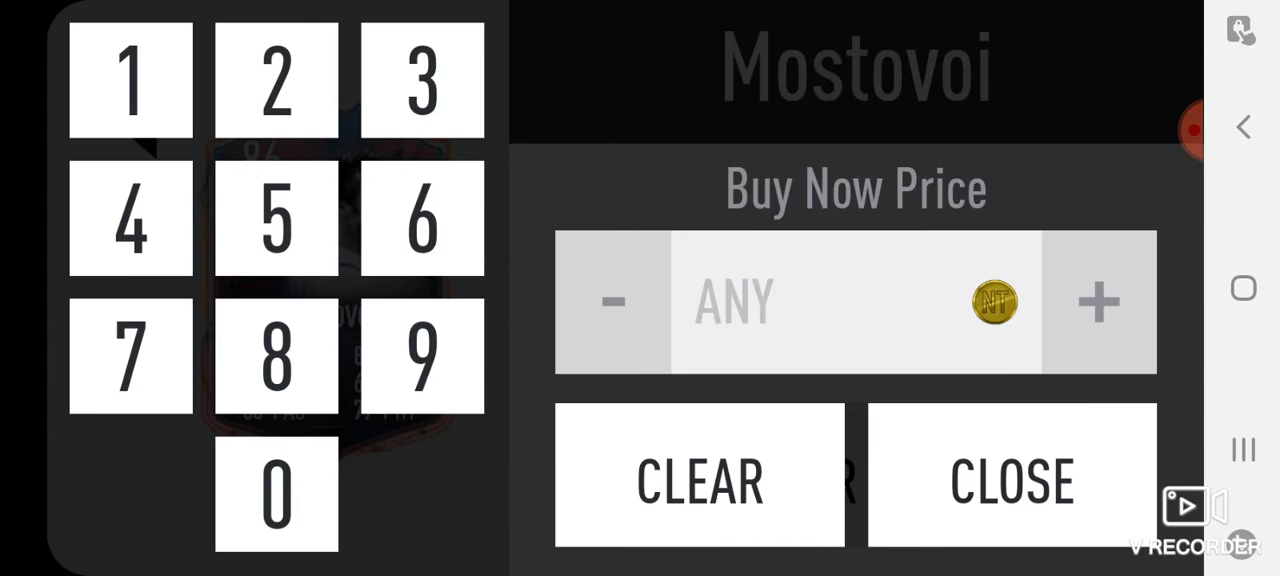 1 2 3
4 5 6
7 8 9
0
Mostovoi
Buy Now Price
- ANY NT +
CLEAR
CLOSE
V RECORDER
96